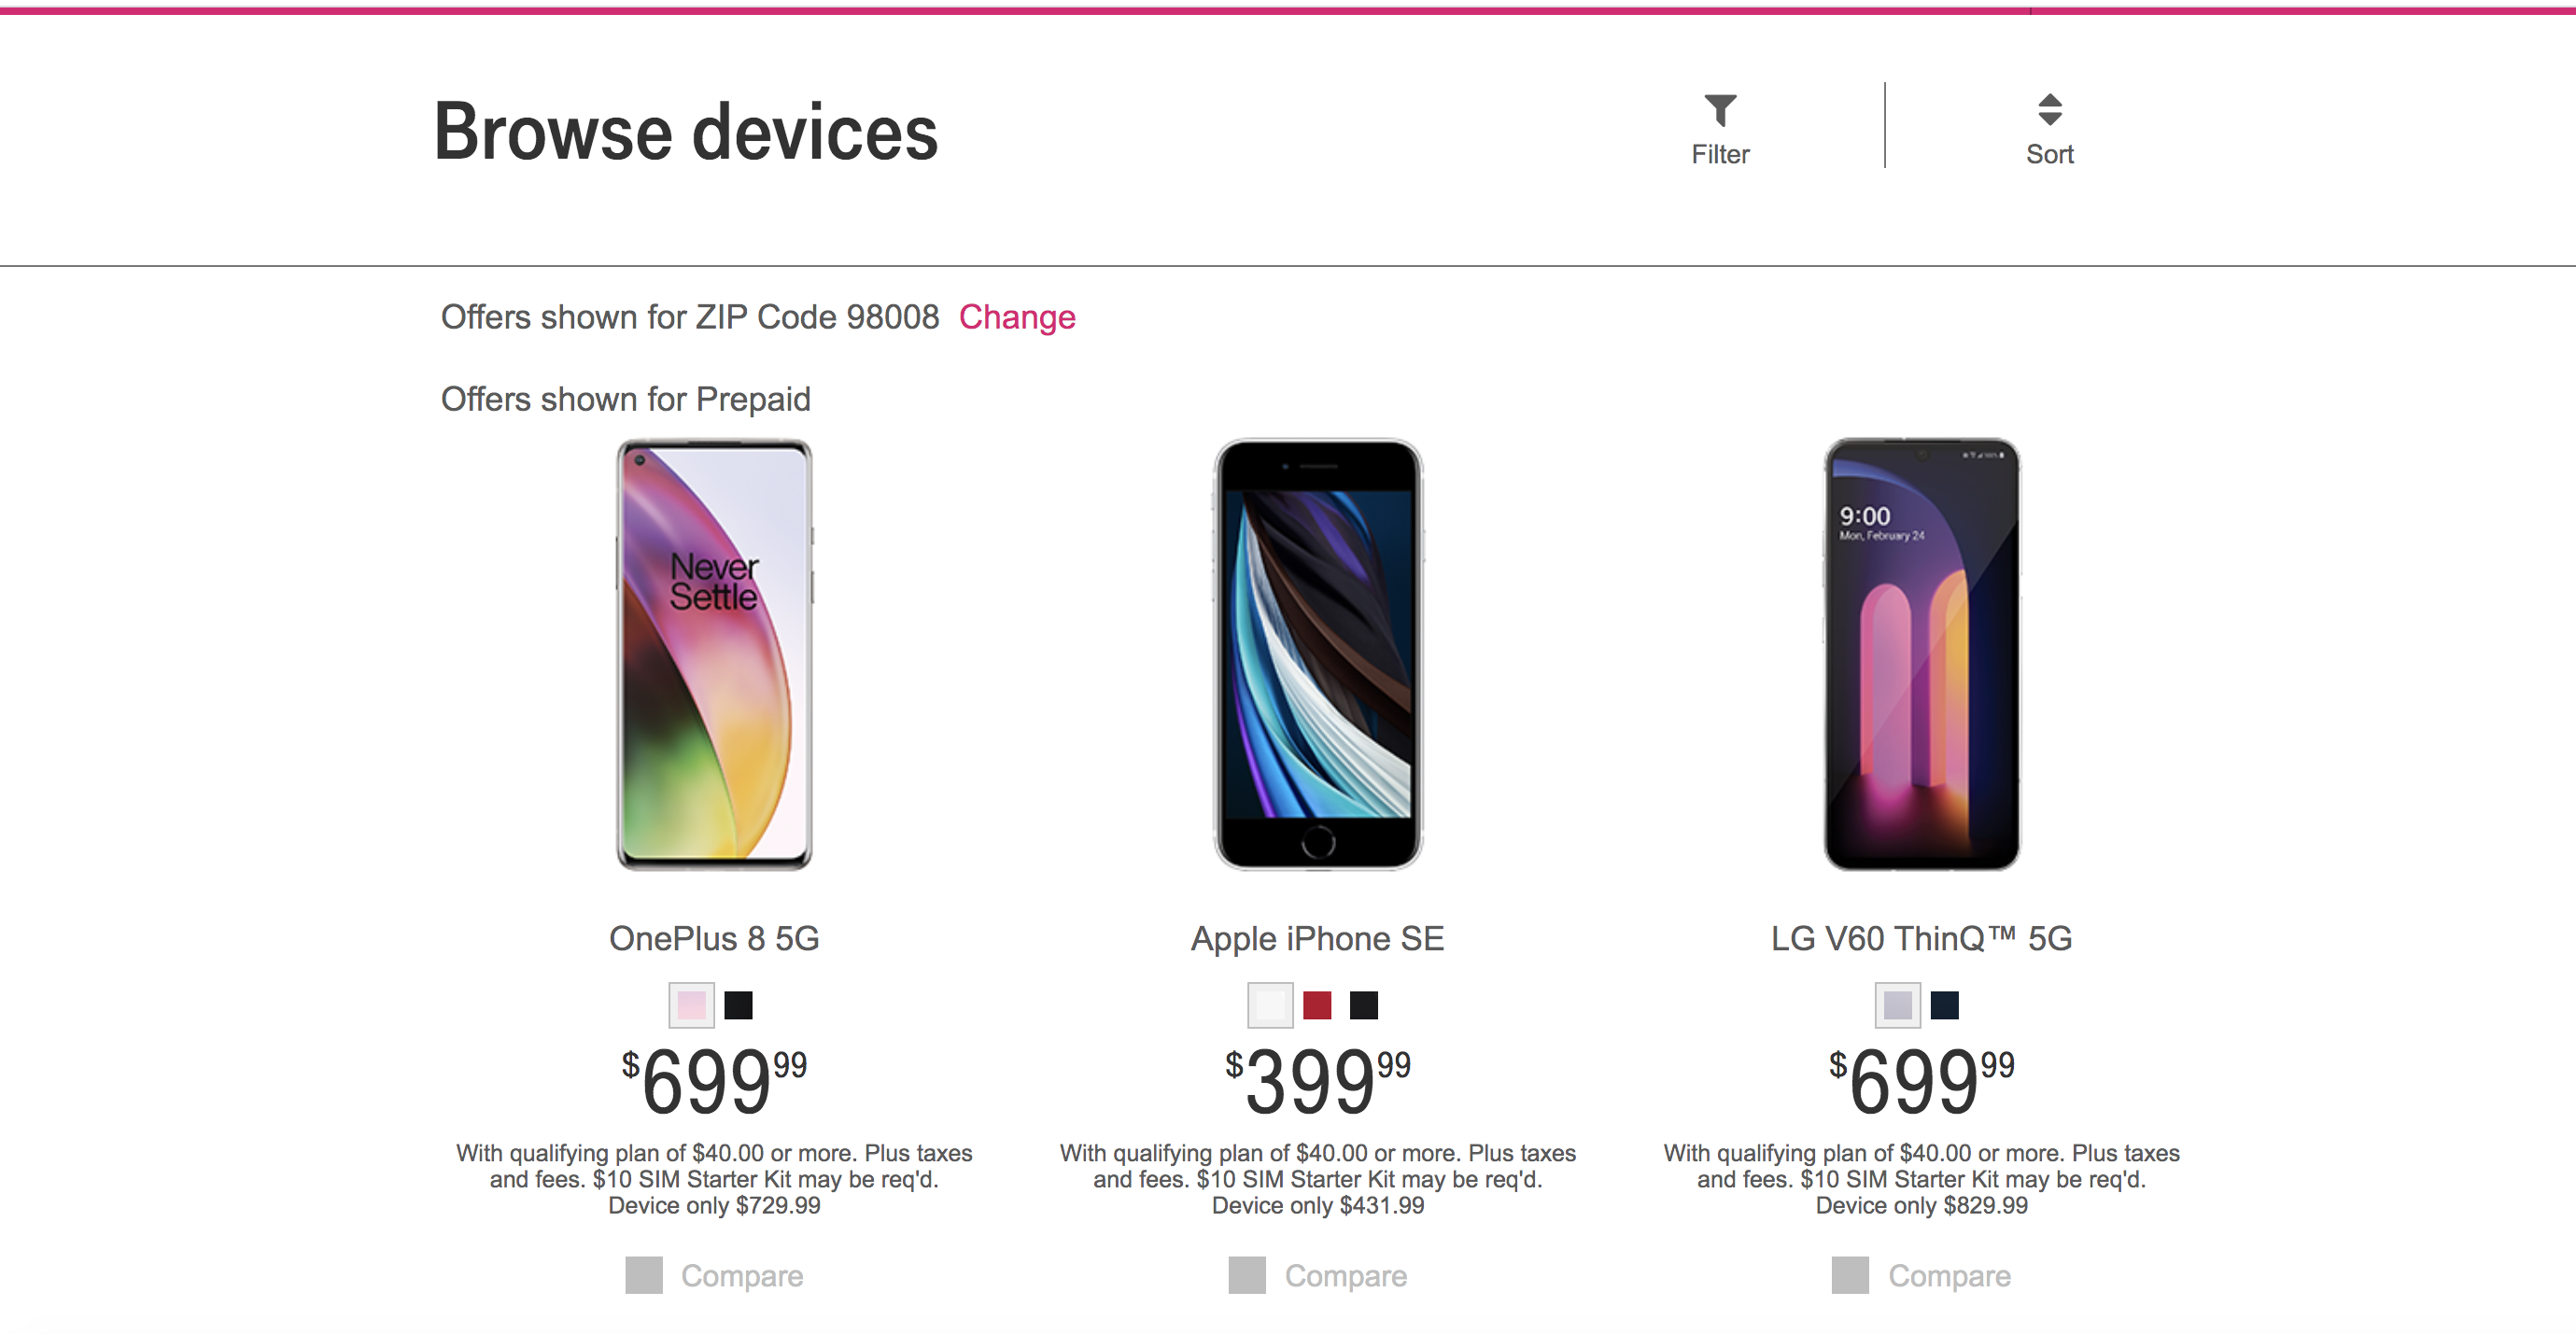 Browse devices
Filter
Sort
Offers shown for ZIP Code 98008 Change
Offers shown for Prepaid
Never
Settle
9:00
Mon, February 24
OnePlus 8 5G
Apple iPhone SE
LG V60 ThinQ™ 5G
$699 99
$399 99
$699 99
With qualifying plan of $40.00 or more. Plus taxes
and fees. $10 SIM Starter Kit may be req'd.
Device only $729.99
With qualifying plan of $40.00 or more. Plus taxes
and fees. $10 SIM Starter Kit may be req'd.
Device only $431.99
With qualifying plan of $40.00 or more. Plus taxes
and fees. $10 SIM Starter Kit may be req'd.
Device only $829.99
Compare
Compare
Compare